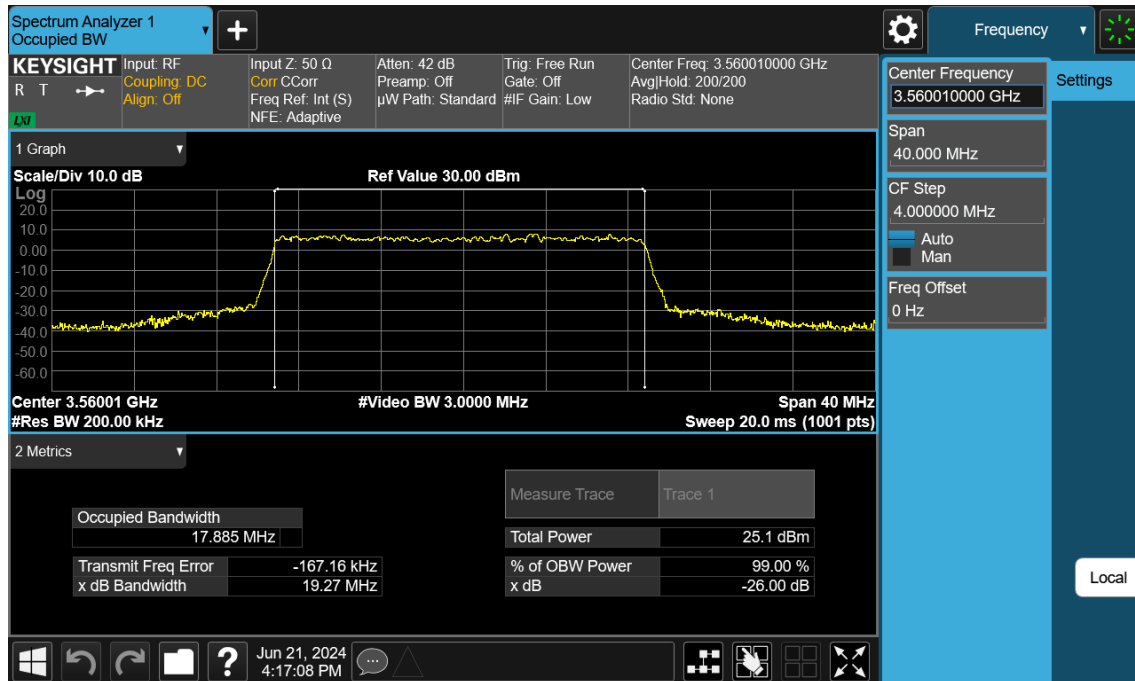 Spectrum Analyzer 1
Occupied BW
+
Frequency
KEYSIGHT
R T
LXI
Input: RF
Coupling: DC
Align: Off
Input Z: 50 Ω
Corr CCorr
Freq Ref: Int (S)
NFE: Adaptive
Atten: 42 dB
Preamp: Off
µW Path: Standard
Trig: Free Run
Gate: Off
#IF Gain: Low
Center Freq: 3.560010000 GHz
Avg|Hold: 200/200
Radio Std: None
Center Frequency
3.560010000 GHz
Settings
Span
40.000 MHz
CF Step
4.000000 MHz
Auto
Man
Freq Offset
0 Hz
Local
1 Graph
Scale/Div 10.0 dB
Ref Value 30.00 dBm
Log
20.0
10.0
0.00
-10.0
-20.0
-30.0
-40.0
-50.0
-60.0
Center 3.56001 GHz
#Video BW 3.0000 MHz
Span 40 MHz
#Res BW 200.00 kHz
Sweep 20.0 ms (1001 pts)
2 Metrics
Measure Trace Trace 1
Occupied Bandwidth
17.885 MHz
Total Power 25.1 dBm
Transmit Freq Error -167.16 kHz
% of OBW Power 99.00 %
x dB Bandwidth 19.27 MHz
x dB -26.00 dB
?
Jun 21, 2024
4:17:08 PM